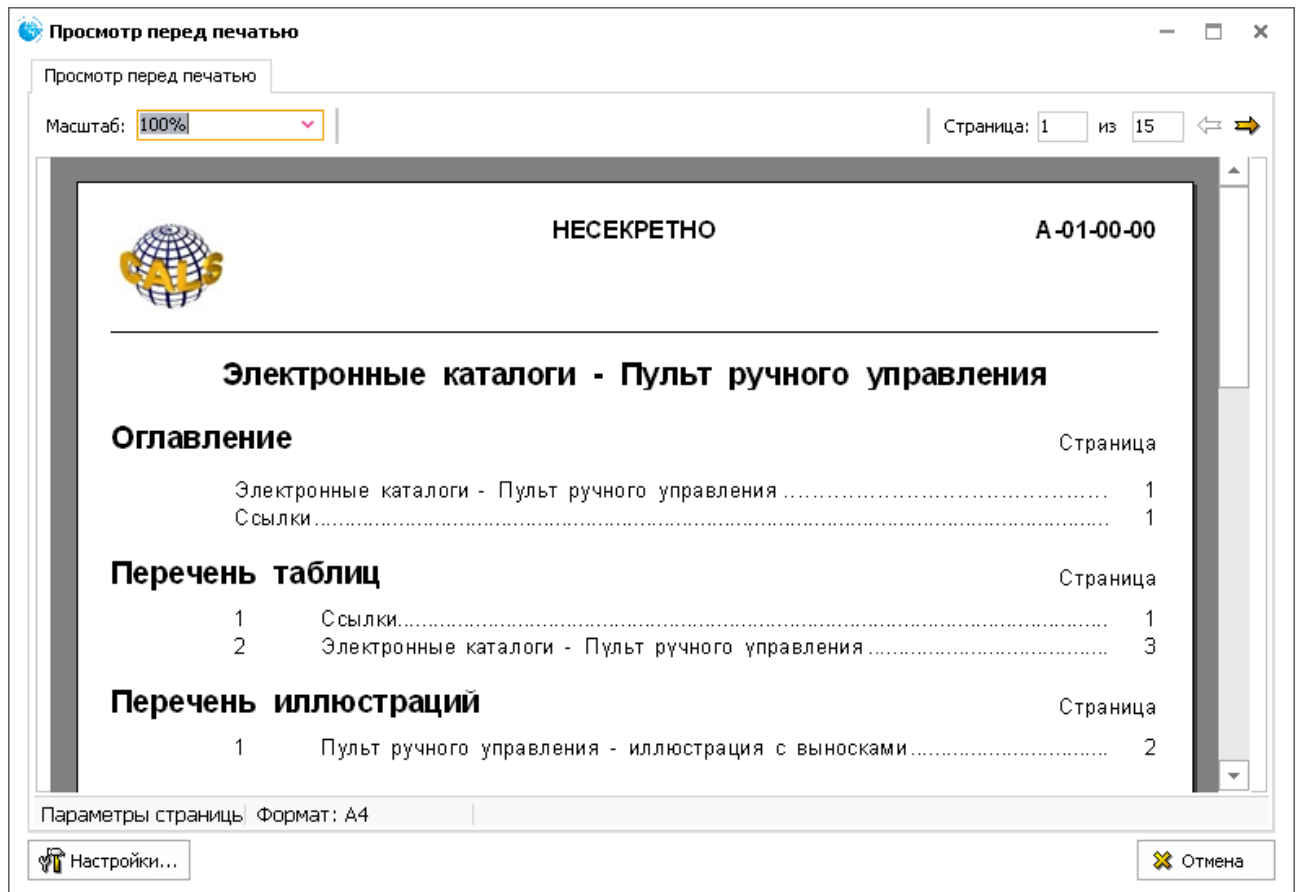 Просмотр перед печатью
Просмотр перед печатью
Масштаб: 100% Страница: 1 из 15
CALS НЕСЕКРЕТНО А-01-00-00
Электронные каталоги - Пульт ручного управления
Оглавление Страница
Электронные каталоги - Пульт ручного управления 1
Ссылки 1
Перечень таблиц Страница
1 Ссылки 1
2 Электронные каталоги - Пульт ручного управления 3
Перечень иллюстраций Страница
1 Пульт ручного управления - иллюстрация с выносками 2
Параметры страниць Формат: А4
Настройки... Отмена